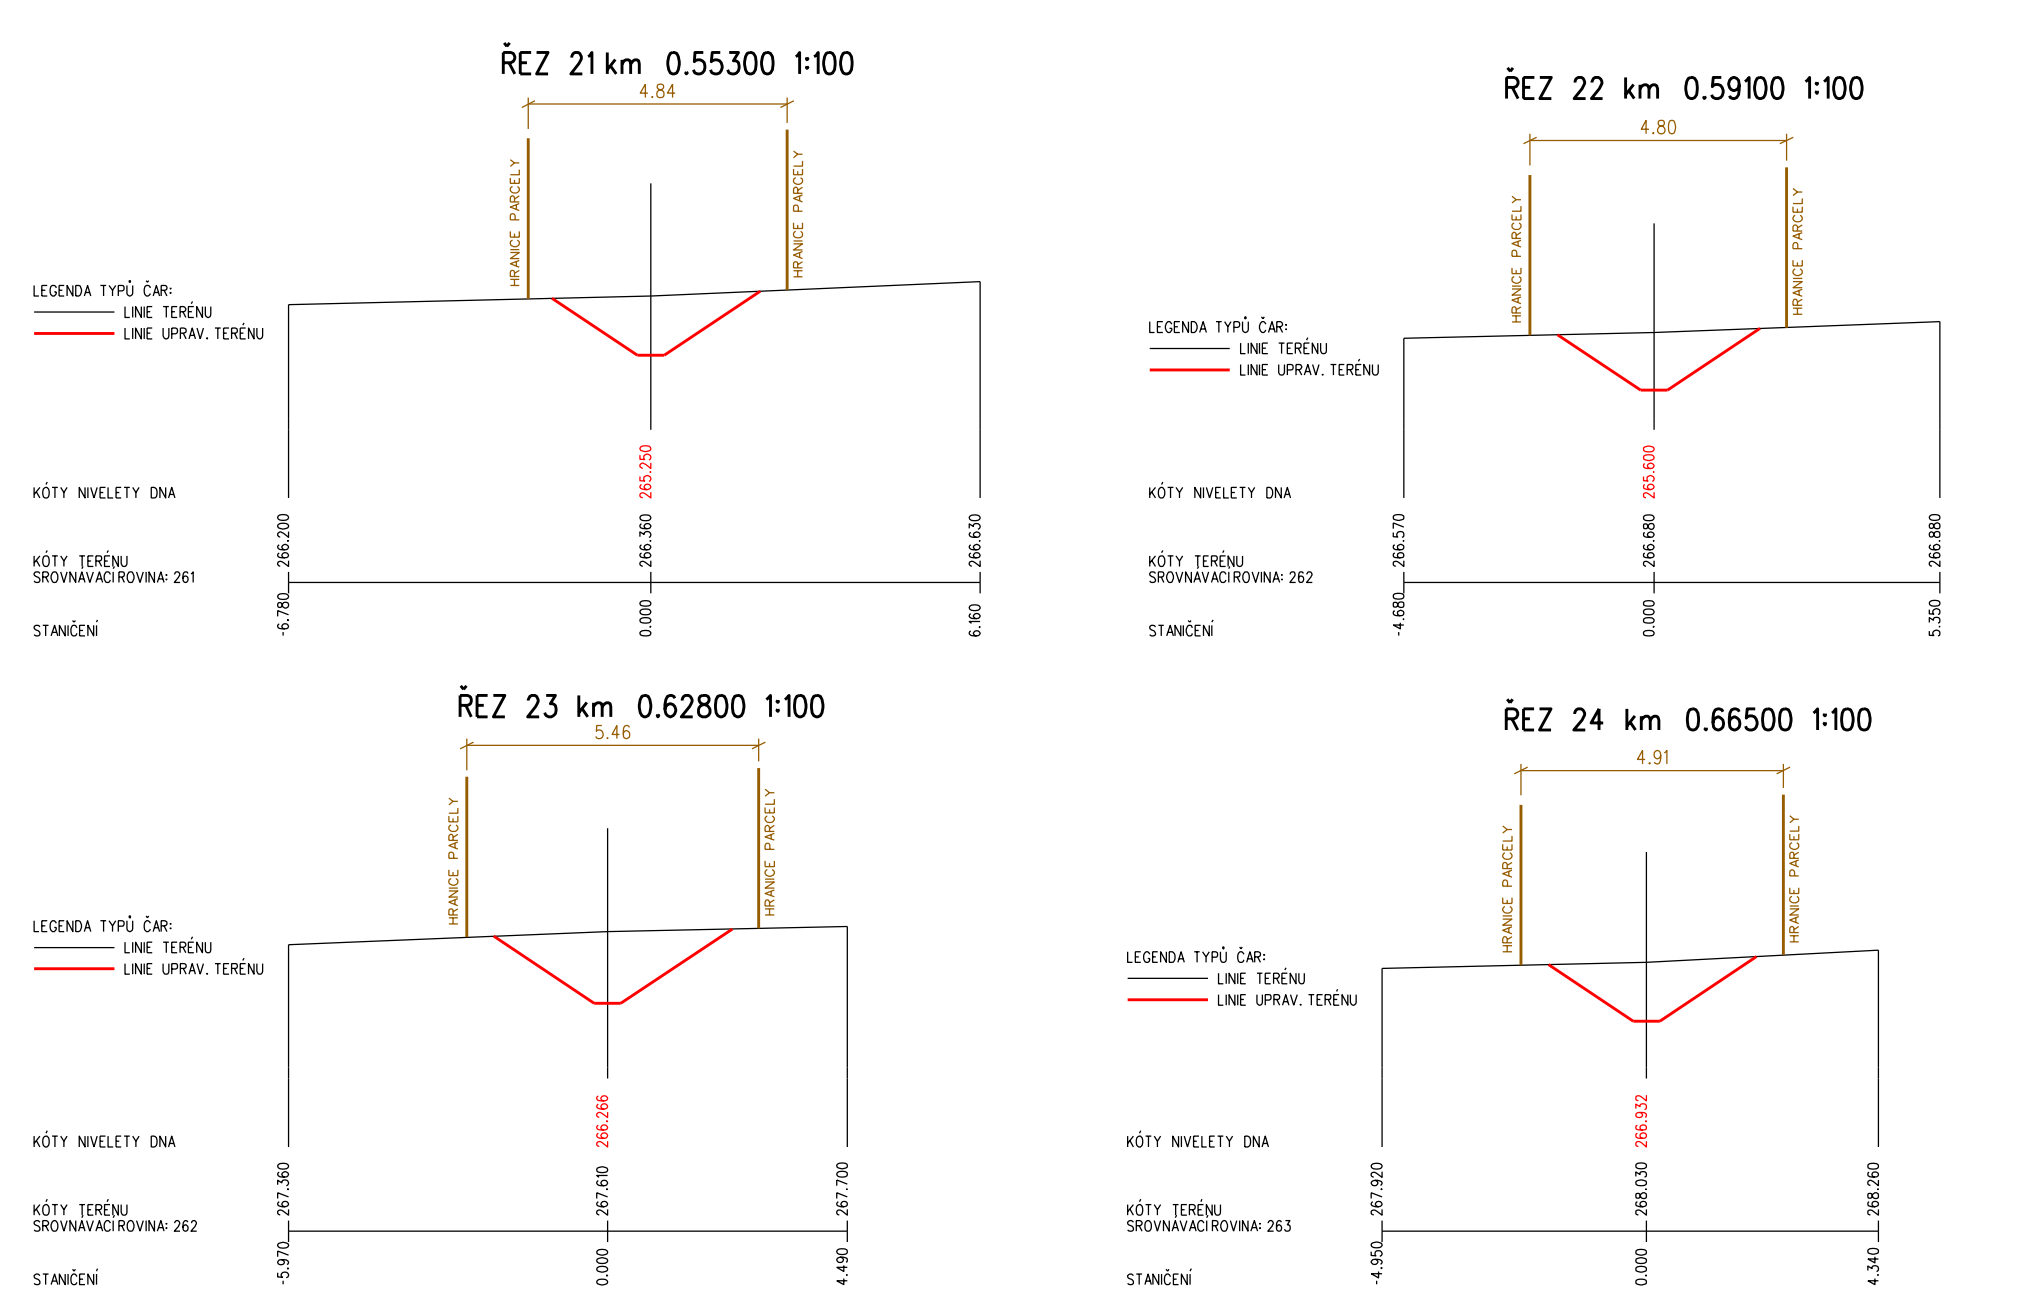 ŘEZ 21 km 0.55300 1:100
4.84
HRANICE PARCELY
HRANICE PARCELY
LEGENDA TYPŮ ČAR:
LINIE TERÉNU
LINIE UPRAV. TERÉNU
KÓTY NIVELETY DNA
265.250
KÓTY TERÉNU
266.200
266.360
266.630
SROVNÁVACÍ ROVINA: 261
STANIČENÍ
-6.780
0.000
6.160
ŘEZ 22 km 0.59100 1:100
4.80
HRANICE PARCELY
HRANICE PARCELY
LEGENDA TYPŮ ČAR:
LINIE TERÉNU
LINIE UPRAV. TERÉNU
KÓTY NIVELETY DNA
265.600
KÓTY TERÉNU
266.570
266.680
266.880
SROVNÁVACÍ ROVINA: 262
STANIČENÍ
-4.680
0.000
5.350
ŘEZ 23 km 0.62800 1:100
5.46
HRANICE PARCELY
HRANICE PARCELY
LEGENDA TYPŮ ČAR:
LINIE TERÉNU
LINIE UPRAV. TERÉNU
KÓTY NIVELETY DNA
266.266
KÓTY TERÉNU
267.360
267.610
267.700
SROVNÁVACÍ ROVINA: 262
STANIČENÍ
-5.970
0.000
4.490
ŘEZ 24 km 0.66500 1:100
4.91
HRANICE PARCELY
HRANICE PARCELY
LEGENDA TYPŮ ČAR:
LINIE TERÉNU
LINIE UPRAV. TERÉNU
KÓTY NIVELETY DNA
266.932
KÓTY TERÉNU
267.920
268.030
268.260
SROVNÁVACÍ ROVINA: 263
STANIČENÍ
-4.950
0.000
4.340